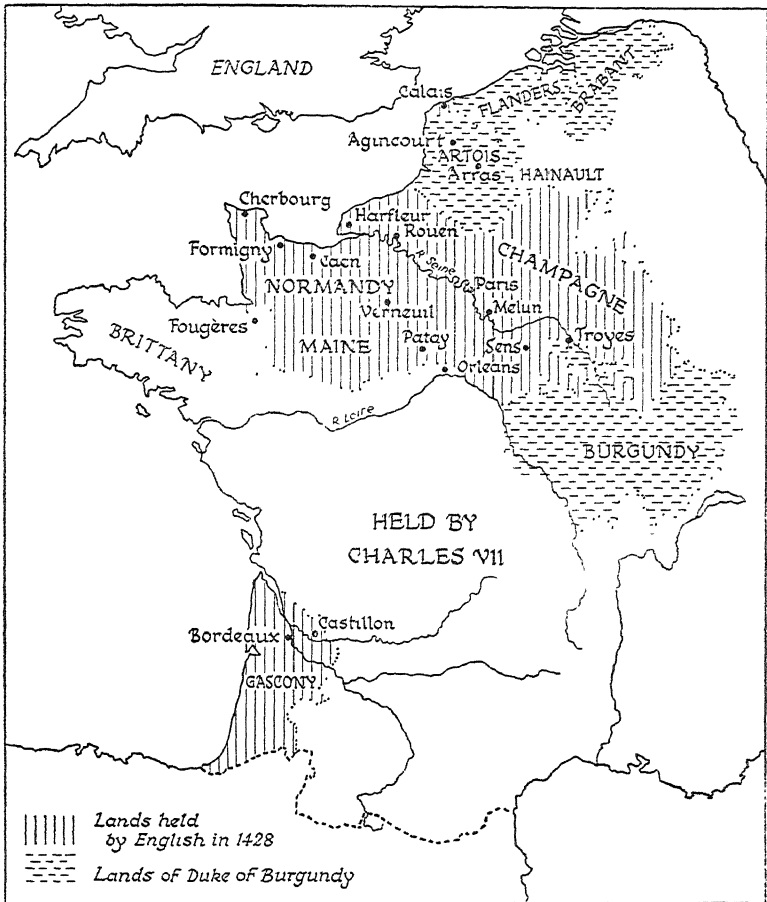 ENGLAND
Calais
FLANDERS
BRABANT
Agincourt
ARTOIS
Arras
HAINAULT
Cherbourg
Harfleur
Rouen
Formigny
Caen
R. Seine
CHAMPAGNE
NORMANDY
Paris
Verneuil
Melun
Fougères
BRITTANY
MAINE
Patay
Sens
Troyes
Orleans
R Loire
BURGUNDY
HELD BY
CHARLES VII
Castillon
Bordeaux
GASCONY
Lands held
by English in 1428
Lands of Duke of Burgundy